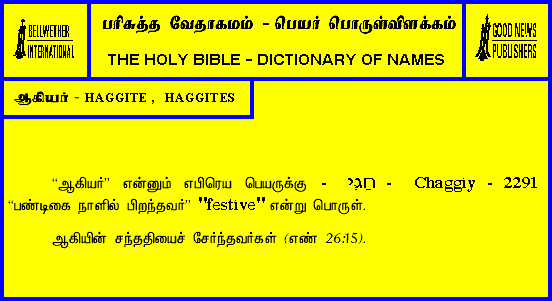 BELLWETHER
INTERNATIONAL
பரிசுத்த வேதாகமம் - பெயர் பொருள்விளக்கம்
THE HOLY BIBLE - DICTIONARY OF NAMES
GOOD NEWS
PUBLISHERS
ஆகியர் - HAGGITE , HAGGITES
“ஆகியர்” என்னும் எபிரெய பெயருக்கு - חַגִּי - Chaggiy - 2291
“பண்டிகை நாளில் பிறந்தவர்” "festive" என்று பொருள்.
ஆகியின் சந்ததியைச் சேர்ந்தவர்கள் (எண் 26:15).